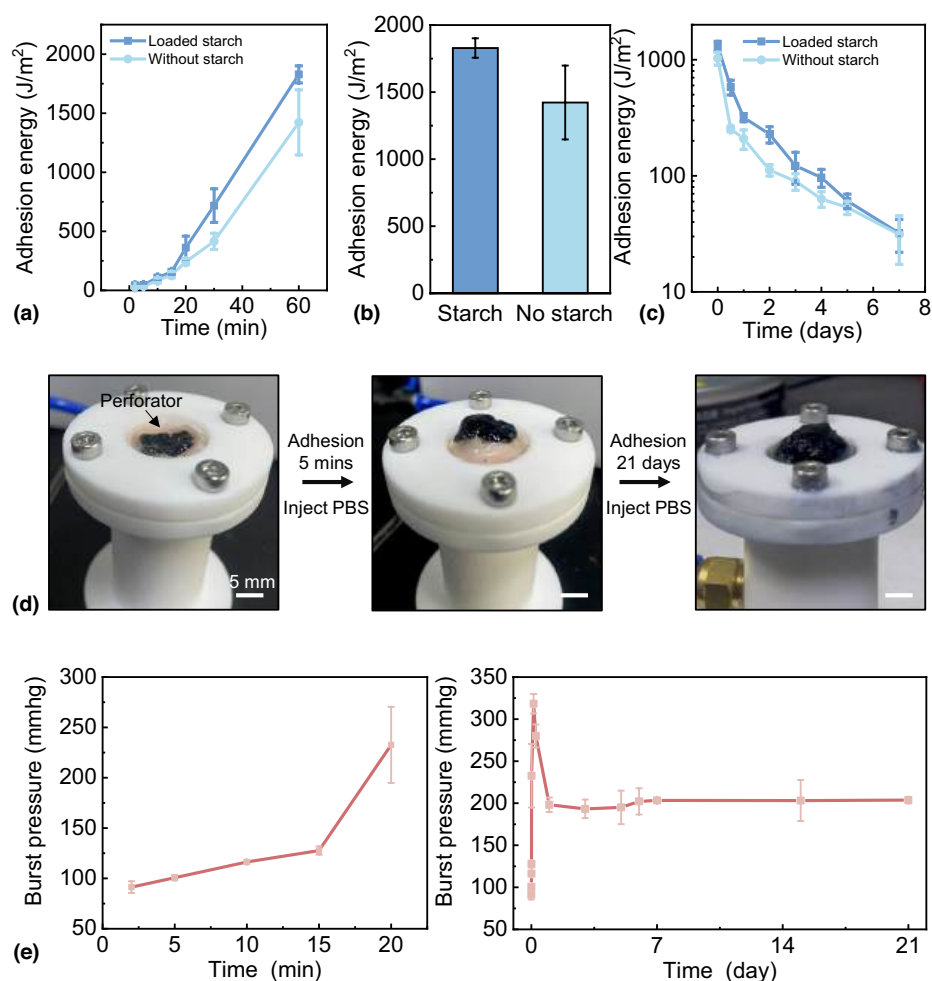 2000
1500
1000
500
0
Adhesion energy (J/m²)
Loaded starch
Without starch
0 20 40 60 80
Time (min)
(a)
2000
1500
1000
500
0
Adhesion energy (J/m²)
Starch No starch
(b)
1000
100
10
Adhesion energy (J/m²)
Loaded starch
Without starch
0 2 4 6 8
Time (days)
(c)
Perforator
5 mm
Adhesion
5 mins
Inject PBS
Adhesion
21 days
Inject PBS
(d)
300
250
200
150
100
50
Burst pressure (mmhg)
0 5 10 15 20
Time (min)
(e)
350
300
250
200
150
100
50
Burst pressure (mmhg)
0 7 14 21
Time (day)